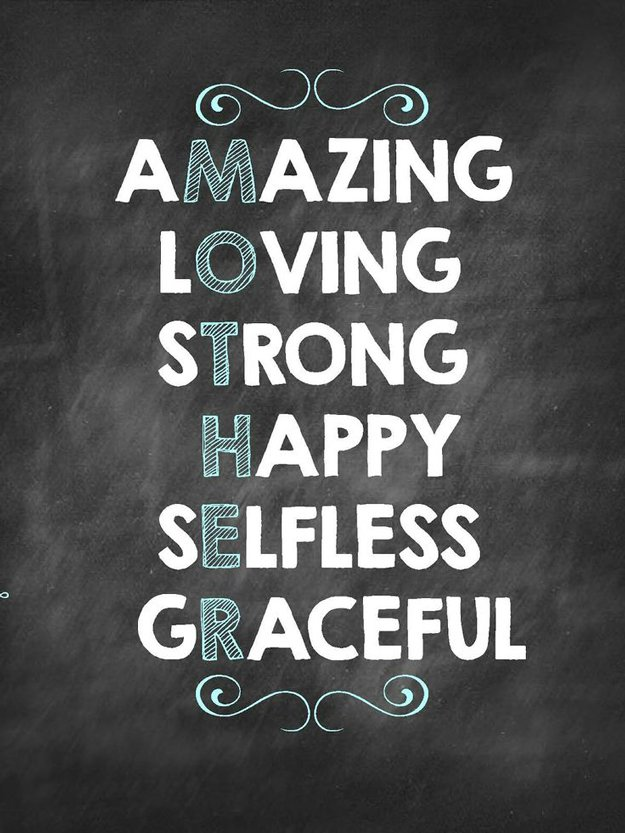 AMAZING
LOVING
STRONG
HAPPY
SELFLESS
GRACEFUL